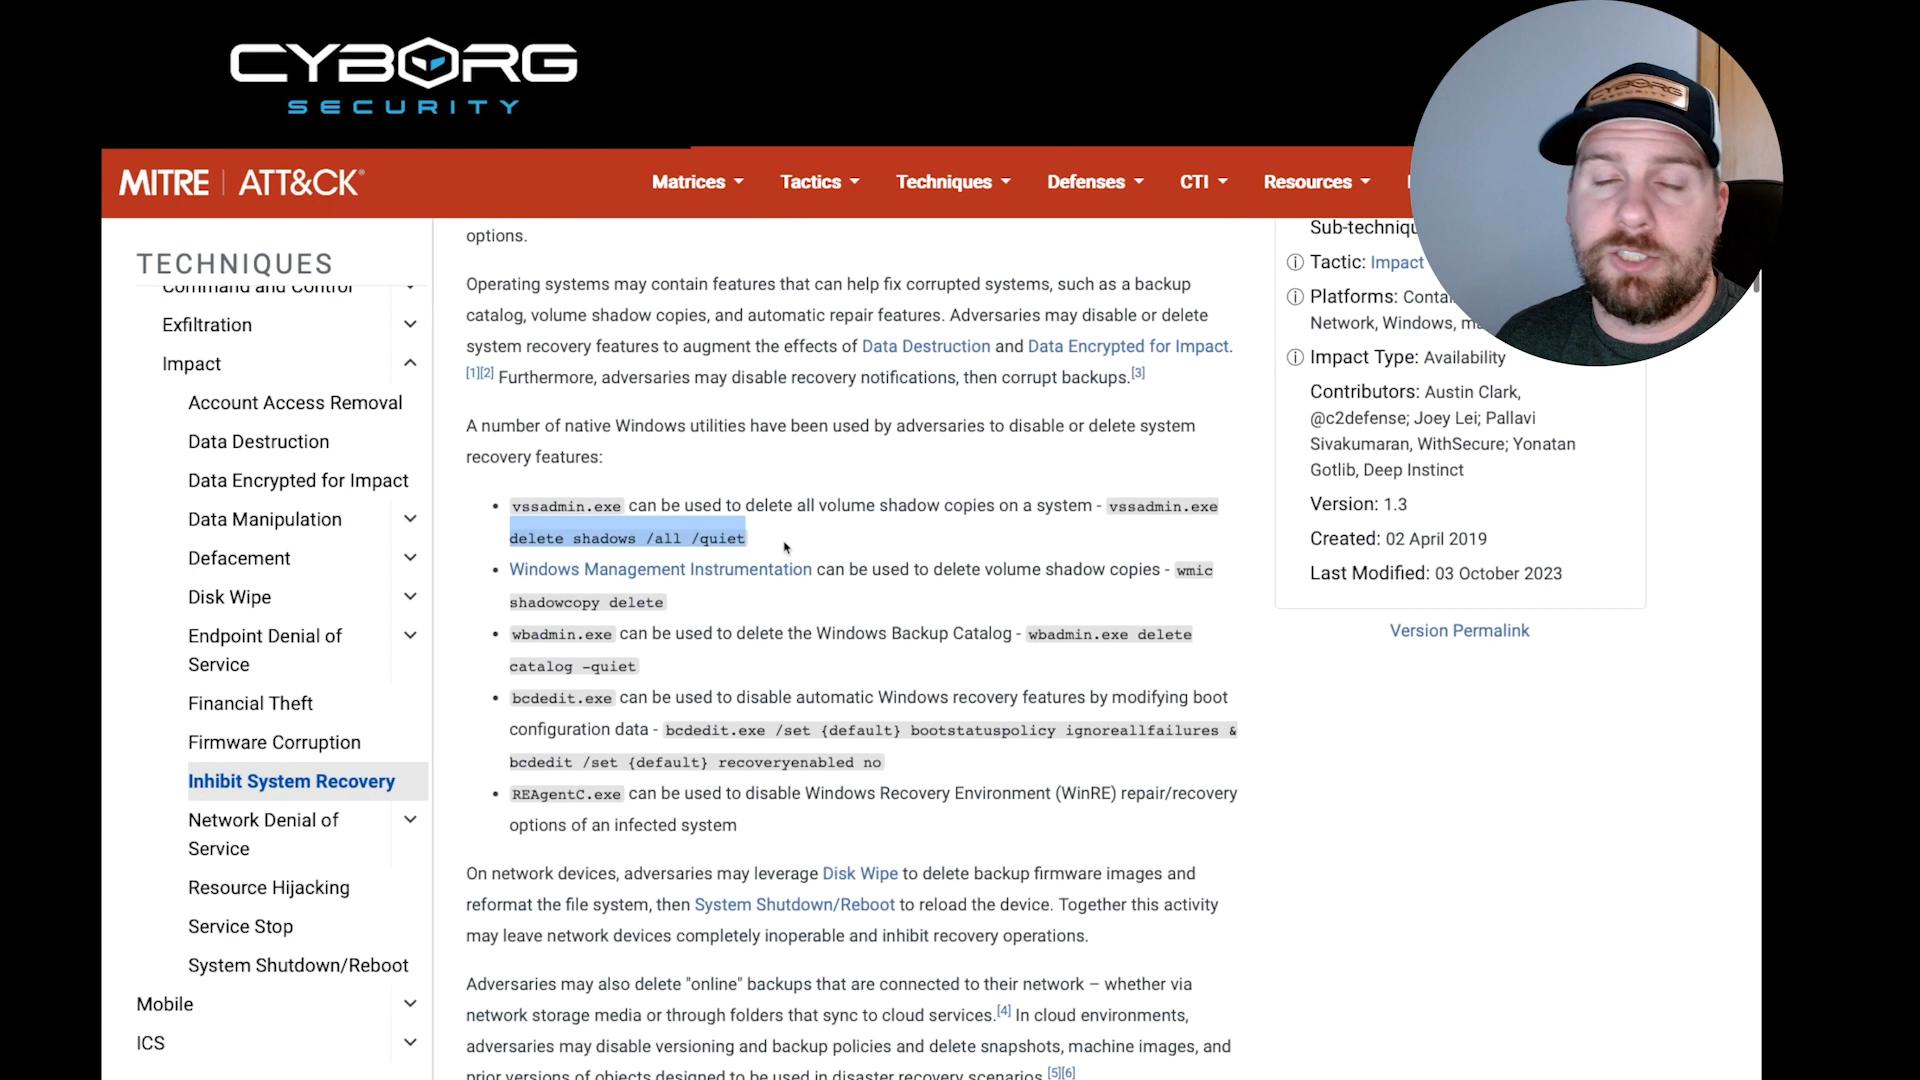 CYBORG
SECURITY
MITRE | ATT&CK®
Matrices
Tactics
Techniques
Defenses
CTI
Resources
CYBORG
SECURITY
TECHNIQUES
Command and Control
Exfiltration
Impact
Account Access Removal
Data Destruction
Data Encrypted for Impact
Data Manipulation
Defacement
Disk Wipe
Endpoint Denial of
Service
Financial Theft
Firmware Corruption
Inhibit System Recovery
Network Denial of
Service
Resource Hijacking
Service Stop
System Shutdown/Reboot
Mobile
ICS
options.
Operating systems may contain features that can help fix corrupted systems, such as a backup
catalog, volume shadow copies, and automatic repair features. Adversaries may disable or delete
system recovery features to augment the effects of Data Destruction and Data Encrypted for Impact.
[1][2] Furthermore, adversaries may disable recovery notifications, then corrupt backups.[3]
A number of native Windows utilities have been used by adversaries to disable or delete system
recovery features:
• vssadmin.exe can be used to delete all volume shadow copies on a system - vssadmin.exe
delete shadows /all /quiet
• Windows Management Instrumentation can be used to delete volume shadow copies - wmic
shadowcopy delete
• wbadmin.exe can be used to delete the Windows Backup Catalog - wbadmin.exe delete
catalog -quiet
• bcdedit.exe can be used to disable automatic Windows recovery features by modifying boot
configuration data - bcdedit.exe /set {default} bootstatuspolicy ignoreallfailures &
bcdedit /set {default} recoveryenabled no
• REAgentC.exe can be used to disable Windows Recovery Environment (WinRE) repair/recovery
options of an infected system
On network devices, adversaries may leverage Disk Wipe to delete backup firmware images and
reformat the file system, then System Shutdown/Reboot to reload the device. Together this activity
may leave network devices completely inoperable and inhibit recovery operations.
Adversaries may also delete "online" backups that are connected to their network – whether via
network storage media or through folders that sync to cloud services.[4] In cloud environments,
adversaries may disable versioning and backup policies and delete snapshots, machine images, and
prior versions of objects designed to be used in disaster recovery scenarios.[5][6]
Tactic: Impact
Platforms:
Network, Windows,
Impact Type: Availability
Contributors: Austin Clark,
@c2defense; Joey Lei; Pallavi
Sivakumaran, WithSecure; Yonatan
Gotlib, Deep Instinct
Version: 1.3
Created: 02 April 2019
Last Modified: 03 October 2023
Version Permalink